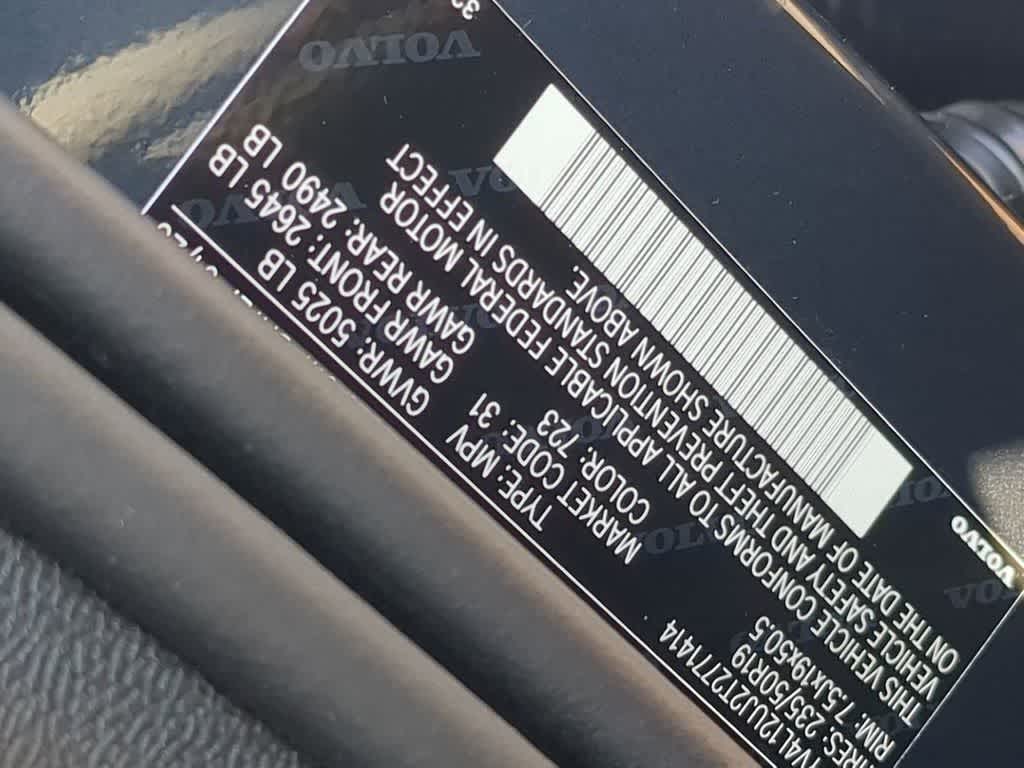 GVWR: 5025 LB
GAWR FRONT: 2645 LB
GAWR REAR: 2490 LB
TYPE: MPV
MARKET CODE: 31
COLOR: 723
235/50R19
RIM: 7.5Jx19x50.5
THIS VEHICLE CONFORMS TO ALL APPLICABLE FEDERAL MOTOR
VEHICLE SAFETY AND THEFT PREVENTION STANDARDS IN EFFECT
ON THE DATE OF MANUFACTURE SHOWN ABOVE.
VOLVO